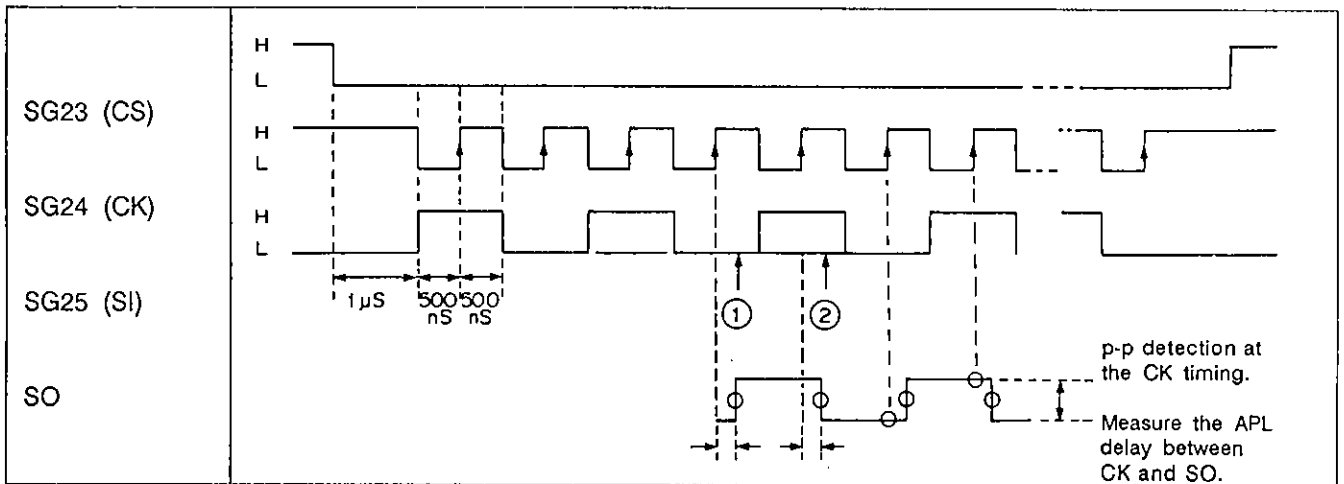 H
L
SG23 (CS)
H
L
SG24 (CK)
H
L
1 µS
500 nS
500 nS
SG25 (SI)
1
2
SO
p-p detection at
the CK timing.
Measure the APL
delay between
CK and SO.